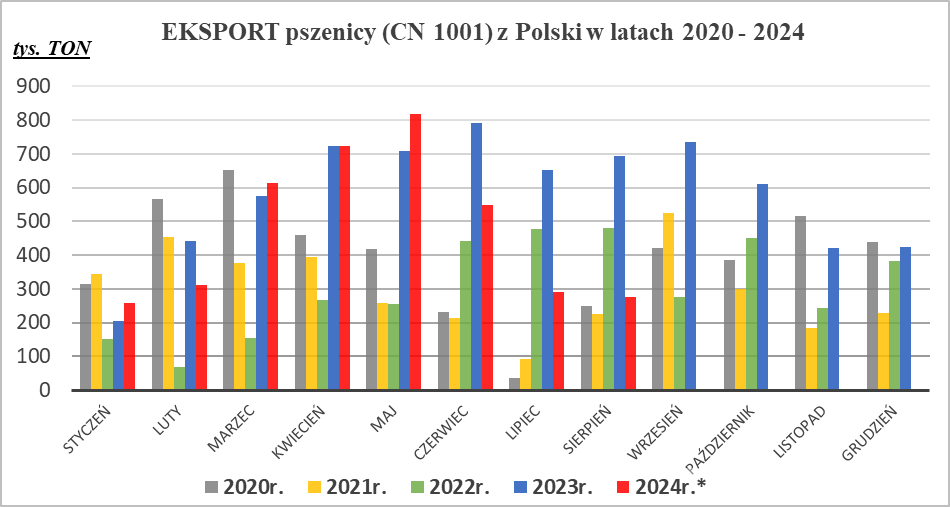 EKSPORT pszenicy (CN 1001) z Polski w latach 2020 - 2024
tys. TON
900
800
700
600
500
400
300
200
100
0
STYCZEŃ
LUTY
MARZEC
KWIECIEŃ
MAJ
CZERWIEC
LIPIEC
SIERPIEŃ
WRZESIEŃ
PAŹDZIERNIK
LISTOPAD
GRUDZIEŃ
2020r. 2021r. 2022r. 2023r. 2024r.*